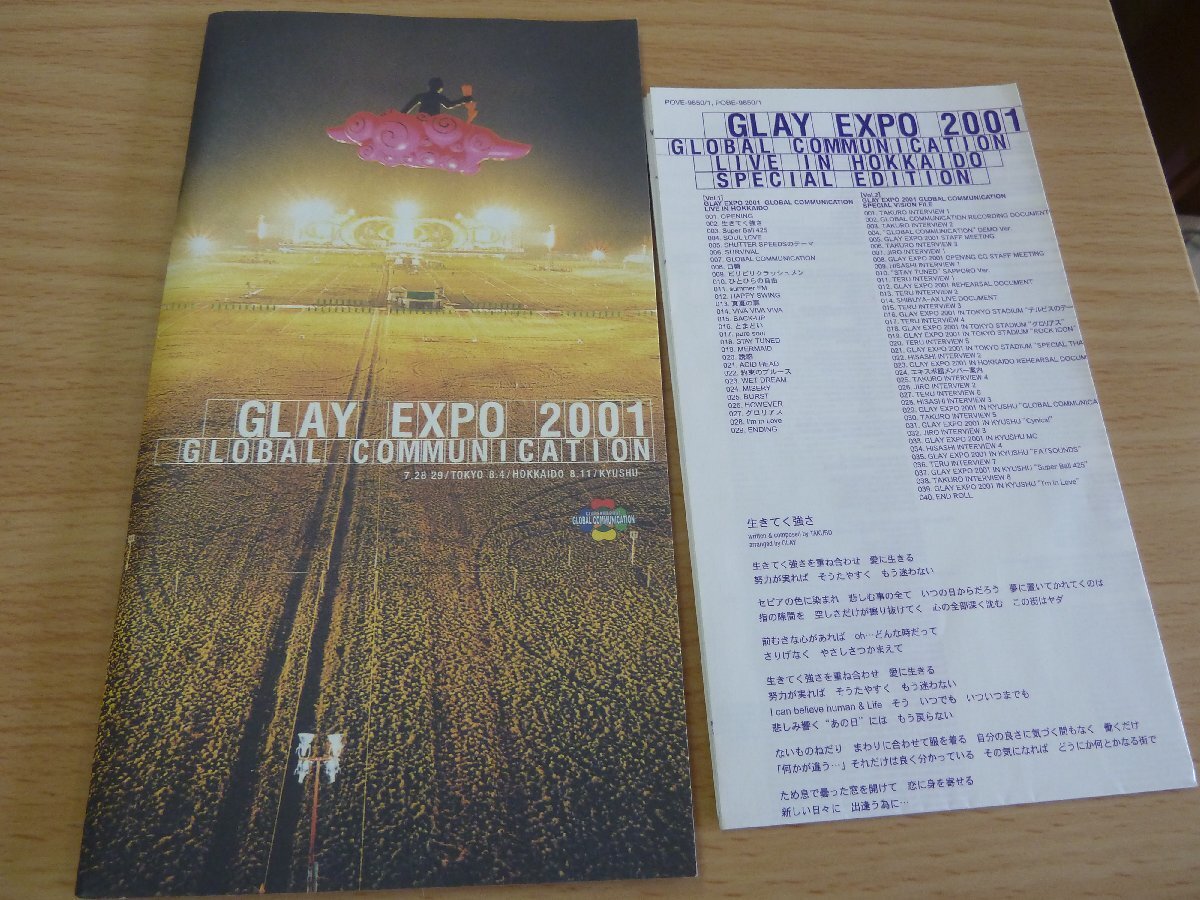 GLAY EXPO 2001
GLOBAL COMMUNICATION
7.28 29/TOKYO 8.4/HOKKAIDO 8.11/KYUSHU
GLOBAL COMMUNICATION
POVE-9650/1, POBE-9650/1
GLAY EXPO 2001
GLOBAL COMMUNICATION
LIVE IN HOKKAIDO
SPECIAL EDITION
[Vol.1]
GLAY EXPO 2001 GLOBAL COMMUNICATION
LIVE IN HOKKAIDO
001. OPENING
002. 生きてく強さ
003. Super Ball 425
004. SOUL LOVE
005. SHUTTER SPEEDSのテーマ
006. SURVIVAL
007. GLOBAL COMMUNICATION
008. 口唇
009. ビリビリクラッシュメン
010. ひとひらの自由
011. summer FM
012. HAPPY SWING
013. 真夏の扉
014. VIVA VIVA VIVA
015. BACK-UP
016. とまどい
017. pure soul
018. STAY TUNED
019. MERMAID
020. 誘惑
021. ACID HEAD
022. 約束のブルース
023. WET DREAM
024. MISERY
025. BURST
026. HOWEVER
027. グロリアス
028. I'm in Love
029. ENDING
[Vol.2]
GLAY EXPO 2001 GLOBAL COMMUNICATION
SPECIAL VISION FILE
001. TAKURO INTERVIEW 1
002. GLOBAL COMMUNICATION RECORDING DOCUMENT
003. TAKURO INTERVIEW 2
004. "GLOBAL COMMUNICATION" DEMO Ver.
005. GLAY EXPO 2001 STAFF MEETING
006. TAKURO INTERVIEW 3
007. JIRO INTERVIEW 1
008. GLAY EXPO 2001 OPENING CG STAFF MEETING
009. HISASHI INTERVIEW 1
010. "STAY TUNED" SAPPORO Ver.
011. TERU INTERVIEW 1
012. GLAY EXPO 2001 REHEARSAL DOCUMENT
013. TERU INTERVIEW 2
014. SHIBUYA-AX LIVE DOCUMENT
015. TERU INTERVIEW 3
016. GLAY EXPO 2001 IN TOKYO STADIUM "テルビスのテー
017. TERU INTERVIEW 4
018. GLAY EXPO 2001 IN TOKYO STADIUM "グロリアス"
019. GLAY EXPO 2001 IN TOKYO STADIUM "ROCK ICON"
020. TERU INTERVIEW 5
021. GLAY EXPO 2001 IN TOKYO STADIUM "SPECIAL THA
022. HISASHI INTERVIEW 2
023. GLAY EXPO 2001 IN HOKKAIDO REHEARSAL DOCUM
024. エキスポ館メンバー案内
025. TAKURO INTERVIEW 4
026. JIRO INTERVIEW 2
027. TERU INTERVIEW 6
028. HISASHI INTERVIEW 3
029. GLAY EXPO 2001 IN KYUSHU "GLOBAL COMMUNICA
030. TAKURO INTERVIEW 5
031. GLAY EXPO 2001 IN KYUSHU "Cynical"
032. JIRO INTERVIEW 3
033. GLAY EXPO 2001 IN KYUSHU MC
034. HISASHI INTERVIEW 4
035. GLAY EXPO 2001 IN KYUSHU "FATSOUNDS"
036. TERU INTERVIEW 7
037. GLAY EXPO 2001 IN KYUSHU "Super Ball 425"
038. TAKURO INTERVIEW 6
039. GLAY EXPO 2001 IN KYUSHU "I'm in Love"
040. END ROLL
生きてく強さ
written & composed by TAKURO
arranged by GLAY
生きてく強さを重ね合わせ 愛に生きる
努力が実れば そうたやすく もう迷わない
セピアの色に染まれ 悲しむ事の全て いつの日からだろう 夢に置いてかれてくのは
指の隙間を 空しさだけが擦り抜けてく 心の全部深く沈む この街はヤダ
前むきな心があれば oh…どんな時だって
さりげなく やさしさつかまえて
生きてく強さを重ね合わせ 愛に生きる
努力が実れば そうたやすく もう迷わない
I can believe human & Life そう いつでも いついつまでも
悲しみ響く“あの日”には もう戻らない
ないものねだり まわりに合わせて服を着る 自分の良さに気づく間もなく 働くだけ
「何かが違う…」それだけは良く分かっている その気になれば どうにか何とかなる街で
ため息で曇った窓を開けて 恋に身を寄せる
新しい日々に 出逢う為に…